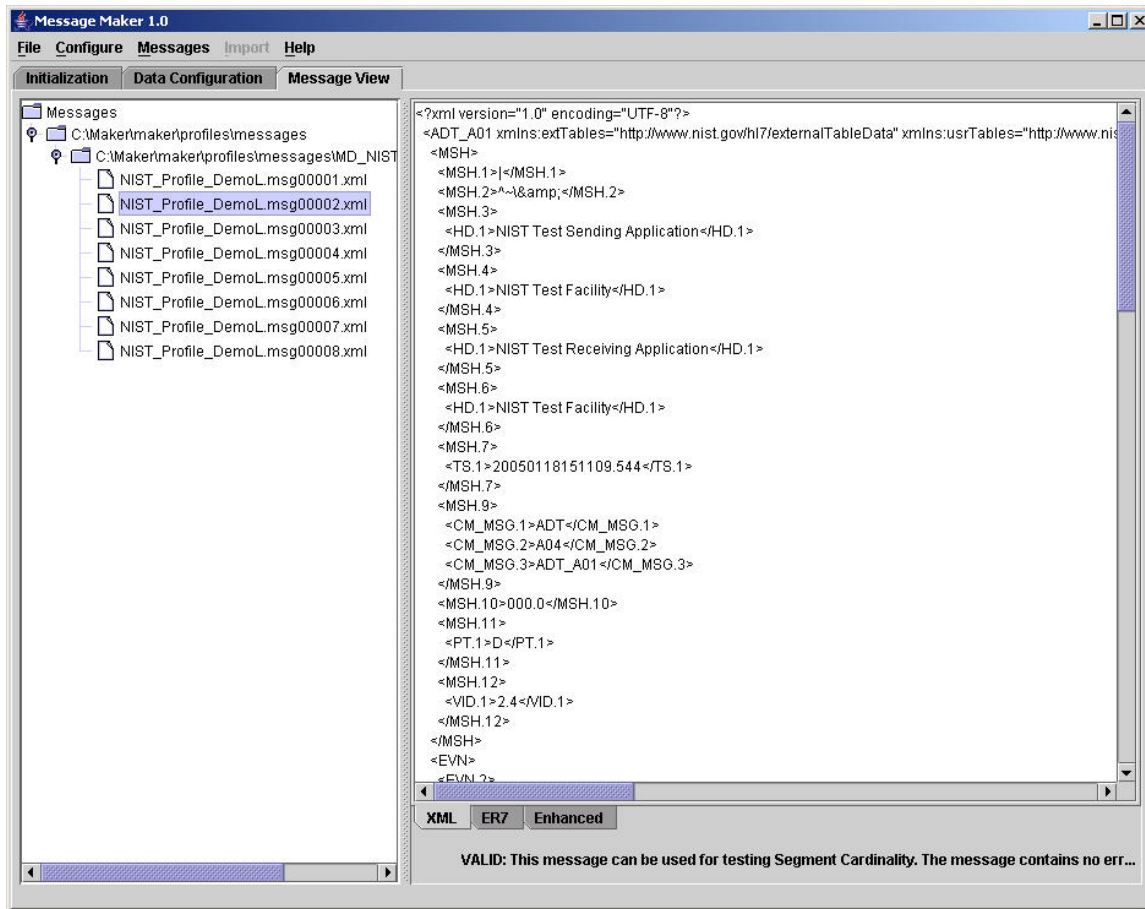 Message Maker 1.0
File Configure Messages Import Help
Initialization Data Configuration Message View
Messages
C:\Maker\maker\profiles\messages
C:\Maker\maker\profiles\messages\MD_NIST
NIST_Profile_DemoL.msg00001.xml
NIST_Profile_DemoL.msg00002.xml
NIST_Profile_DemoL.msg00003.xml
NIST_Profile_DemoL.msg00004.xml
NIST_Profile_DemoL.msg00005.xml
NIST_Profile_DemoL.msg00006.xml
NIST_Profile_DemoL.msg00007.xml
NIST_Profile_DemoL.msg00008.xml
<?xml version="1.0" encoding="UTF-8"?>
<ADT_A01 xmlns:extTables="http://www.nist.gov/hl7/externalTableData" xmlns:usrTables="http://www.nis
<MSH>
<MSH.1>|</MSH.1>
<MSH.2>^~\&amp;</MSH.2>
<MSH.3>
<HD.1>NIST Test Sending Application</HD.1>
</MSH.3>
<MSH.4>
<HD.1>NIST Test Facility</HD.1>
</MSH.4>
<MSH.5>
<HD.1>NIST Test Receiving Application</HD.1>
</MSH.5>
<MSH.6>
<HD.1>NIST Test Facility</HD.1>
</MSH.6>
<MSH.7>
<TS.1>20050118151109.544</TS.1>
</MSH.7>
<MSH.9>
<CM_MSG.1>ADT</CM_MSG.1>
<CM_MSG.2>A04</CM_MSG.2>
<CM_MSG.3>ADT_A01</CM_MSG.3>
</MSH.9>
<MSH.10>000.0</MSH.10>
<MSH.11>
<PT.1>D</PT.1>
</MSH.11>
<MSH.12>
<VID.1>2.4</VID.1>
</MSH.12>
</MSH>
<EVN>
<EVN.2>
XML ER7 Enhanced
VALID: This message can be used for testing Segment Cardinality. The message contains no err...